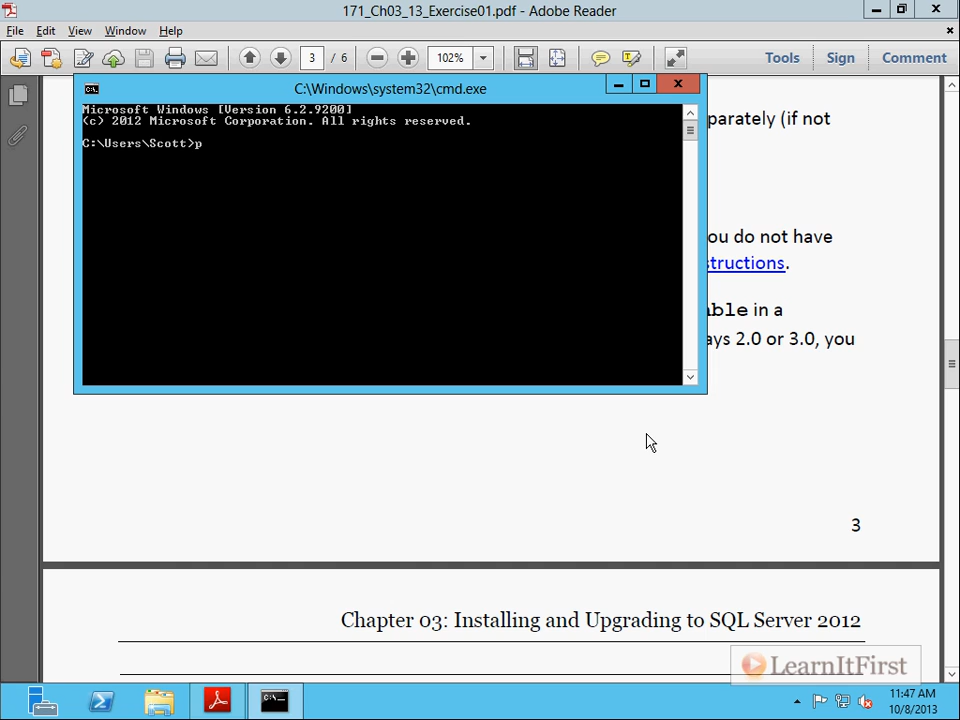 171_Ch03_13_Exercise01.pdf - Adobe Reader
File Edit View Window Help
3 / 6 102% Tools Sign Comment
C:\Windows\system32\cmd.exe
Microsoft Windows [Version 6.2.9200]
(c) 2012 Microsoft Corporation. All rights reserved.
C:\Users\Scott>p
parately (if not
ou do not have
structions.
able in a
ays 2.0 or 3.0, you
3
Chapter 03: Installing and Upgrading to SQL Server 2012
LearnItFirst
11:47 AM
10/8/2013